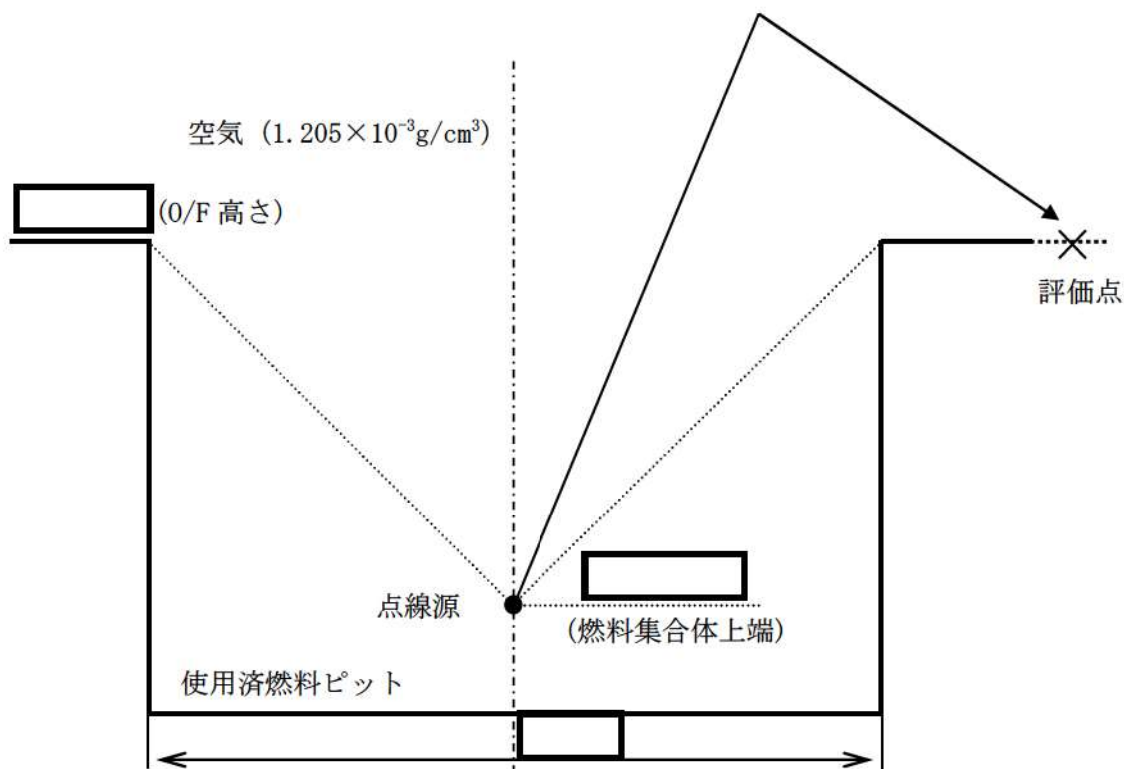 空気 (1.205×10⁻³g/cm³)
(O/F 高さ)
評価点
点線源
(燃料集合体上端)
使用済燃料ピット